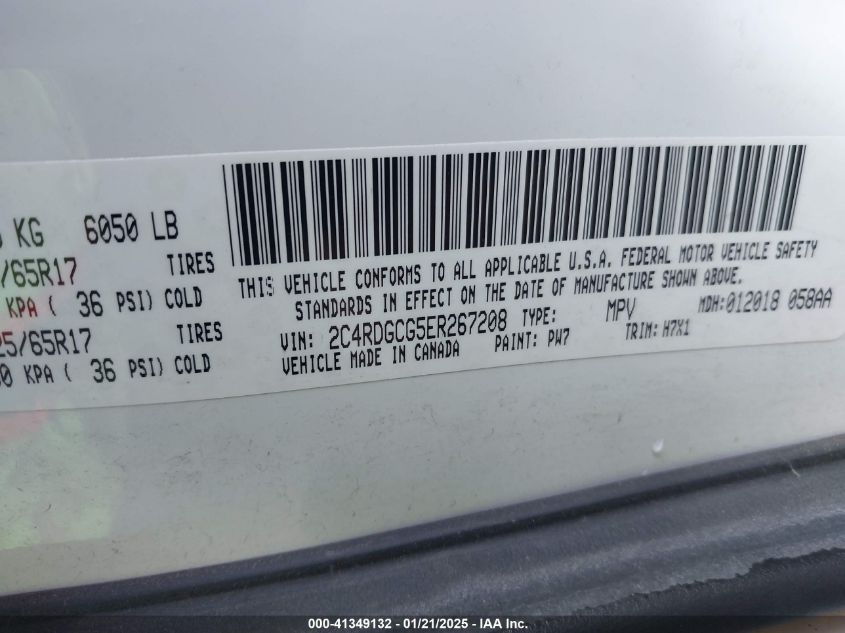 KG 6050 LB
/65R17 TIRES
KPA ( 36 PSI) COLD
25/65R17 TIRES
0 KPA ( 36 PSI) COLD
THIS VEHICLE CONFORMS TO ALL APPLICABLE U.S.A. FEDERAL MOTOR VEHICLE SAFETY
STANDARDS IN EFFECT ON THE DATE OF MANUFACTURE SHOWN ABOVE.
VIN: 2C4RDGCG5ER267208 TYPE: MPV MDH:012018 058AA
VEHICLE MADE IN CANADA PAINT: PW7 TRIM: H7X1
000-41349132 - 01/21/2025 - IAA Inc.